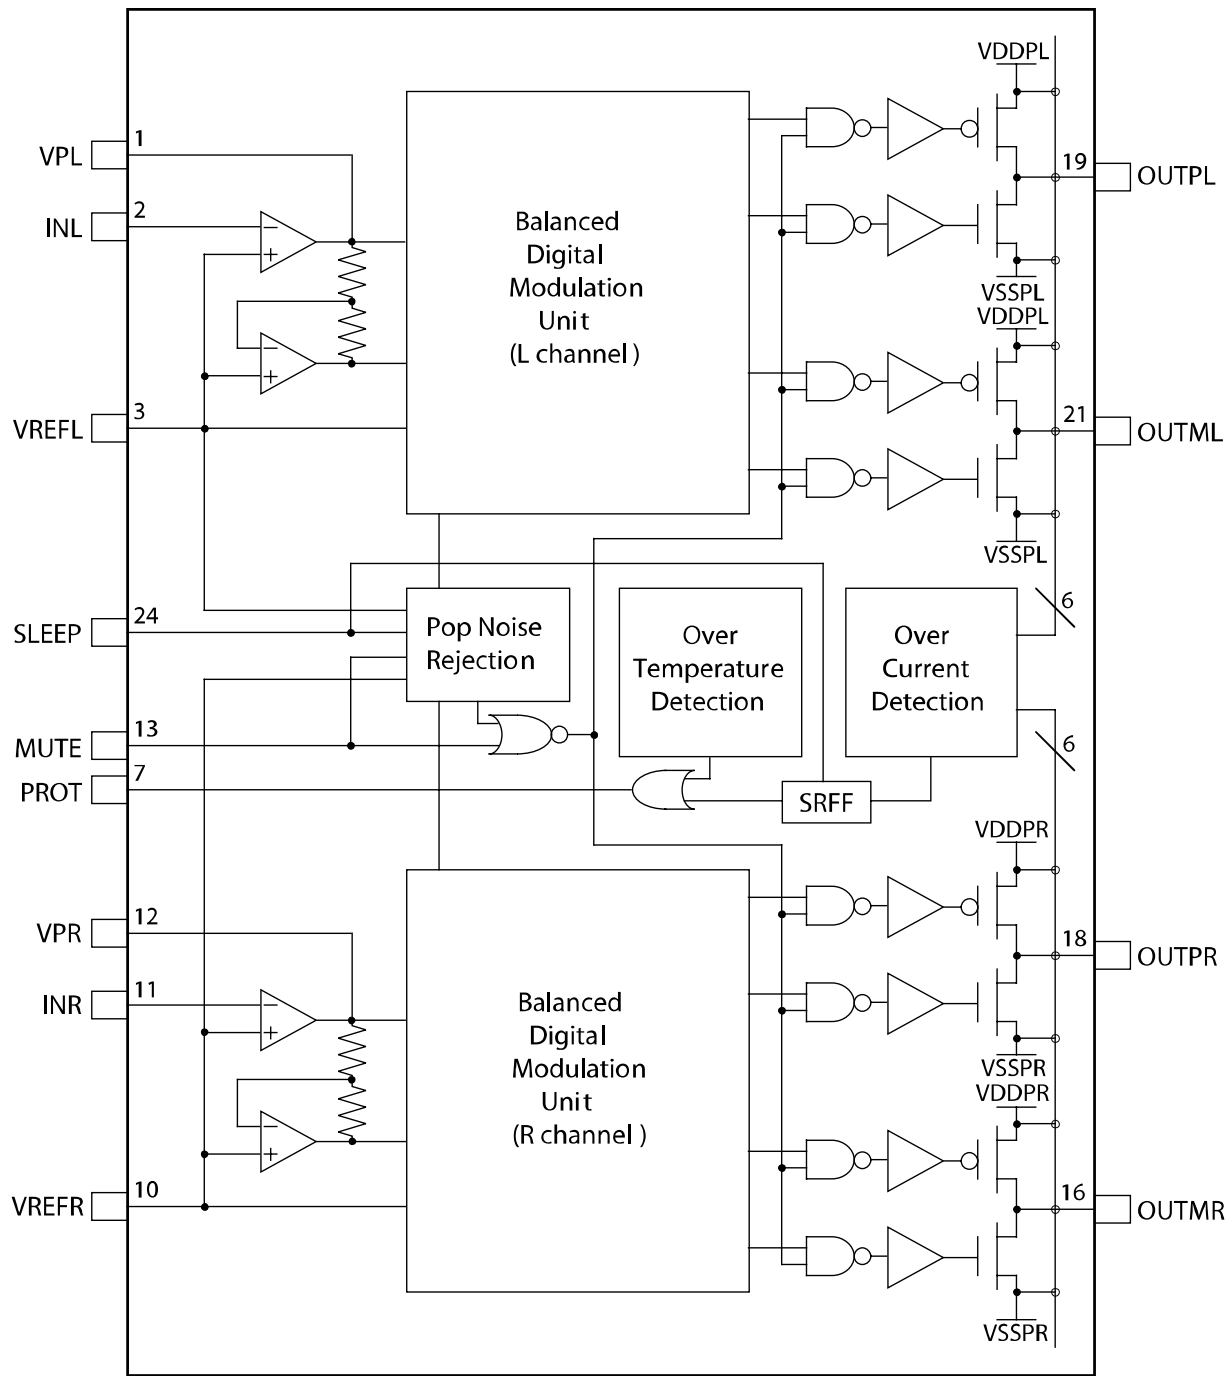 VDDPL
1
VPL
19
OUTPL
2
INL
−
+
Balanced
Digital
Modulation
Unit
(L channel)
VSSPL
VDDPL
−
+
3
VREFL
21
OUTML
VSSPL
24
SLEEP
Pop Noise
Rejection
Over
Temperature
Detection
Over
Current
Detection
6
13
MUTE
6
7
PROT
SRFF
VDDPR
12
VPR
18
OUTPR
11
INR
−
+
Balanced
Digital
Modulation
Unit
(R channel)
VSSPR
VDDPR
−
+
10
VREFR
16
OUTMR
VSSPR